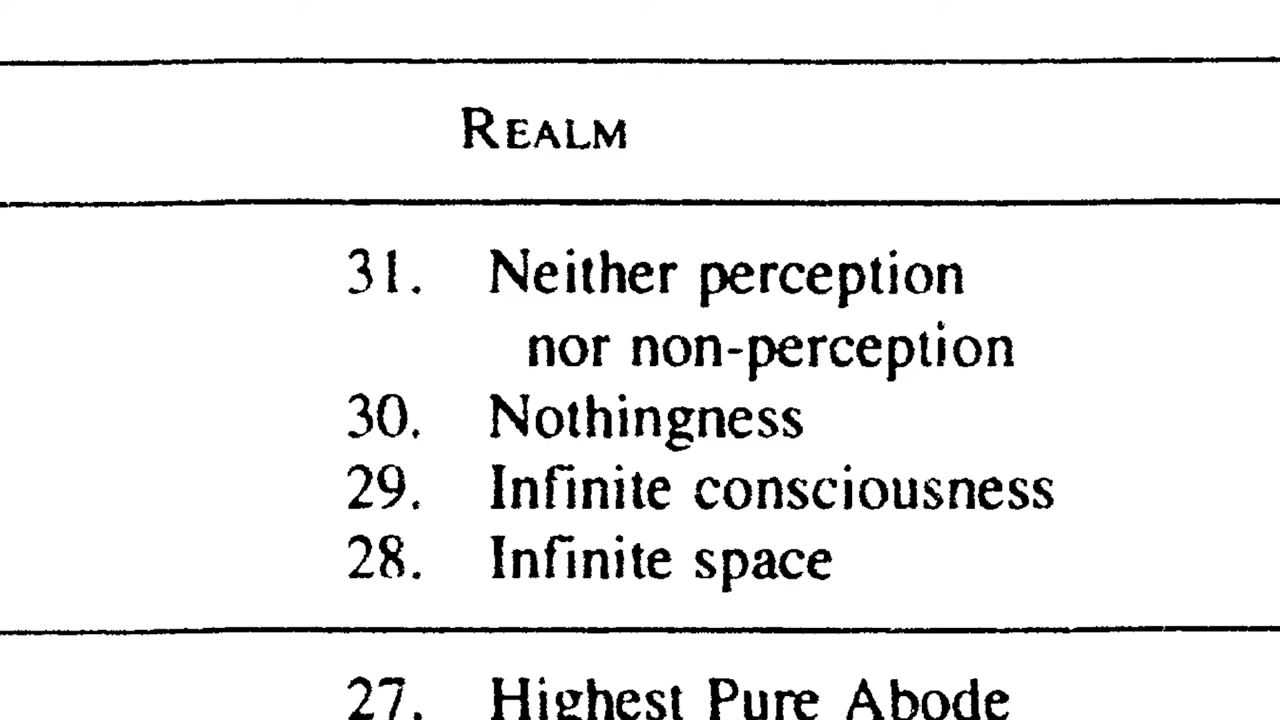 REALM
31. Neither perception
nor non-perception
30. Nothingness
29. Infinite consciousness
28. Infinite space
27. Highest Pure Abode